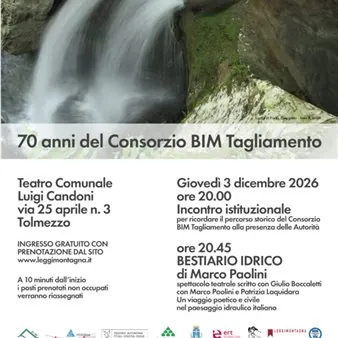 70 anni del Consorzio BIM Tagliamento
Teatro Comunale
Luigi Candoni
via 25 aprile n. 3
Tolmezzo
INGRESSO GRATUITO CON
PRENOTAZIONE DAL SITO
www.leggimontagna.it
A 10 minuti dall'inizio
i posti prenotati non occupati
verranno riassegnati
Giovedì 3 dicembre 2026
ore 20.00
Incontro istituzionale
per ricordare il percorso storico del Consorzio
BIM Tagliamento alla presenza delle Autorità
ore 20.45
BESTIARIO IDRICO
di Marco Paolini
spettacolo teatrale scritto con Giulio Boccaletti
con Marco Paolini e Patrizia Laquidara
Un viaggio poetico e civile
nel paesaggio idraulico italiano
ert
LEGGIMONTAGNA